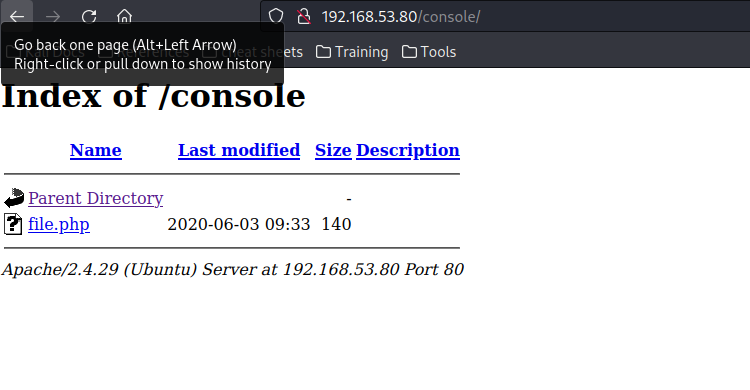 192.168.53.80/console/
Go back one page (Alt+Left Arrow)
Right-click or pull down to show history
sheets Training Tools
Index of /console
Name Last modified Size Description
Parent Directory -
file.php 2020-06-03 09:33 140
Apache/2.4.29 (Ubuntu) Server at 192.168.53.80 Port 80